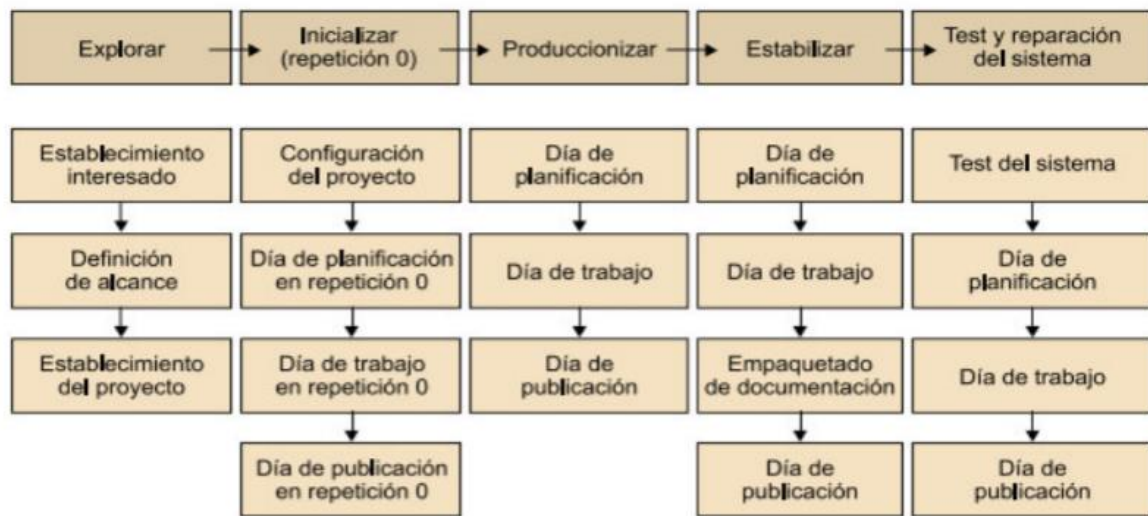 Explorar
Inicializar
(repetición 0)
Produccionizar
Estabilizar
Test y reparación
del sistema
Establecimiento
interesado
Configuración
del proyecto
Día de
planificación
Día de
planificación
Test del sistema
Definición
de alcance
Día de planificación
en repetición 0
Día de trabajo
Día de trabajo
Día de
planificación
Establecimiento
del proyecto
Día de trabajo
en repetición 0
Día de
publicación
Empaquetado
de documentación
Día de trabajo
Día de publicación
en repetición 0
Día de
publicación
Día de
publicación